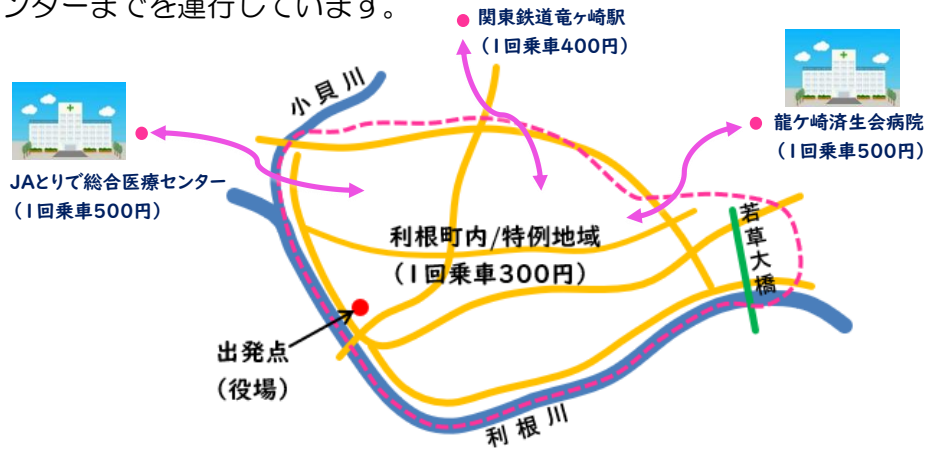 ンターまでを運行しています。
関東鉄道竜ヶ崎駅
(1回乗車400円)
小貝川
龍ケ崎済生会病院
(1回乗車500円)
JAとりで総合医療センター
(1回乗車500円)
利根町内/特例地域
(1回乗車300円)
若草大橋
出発点
(役場)
利根川